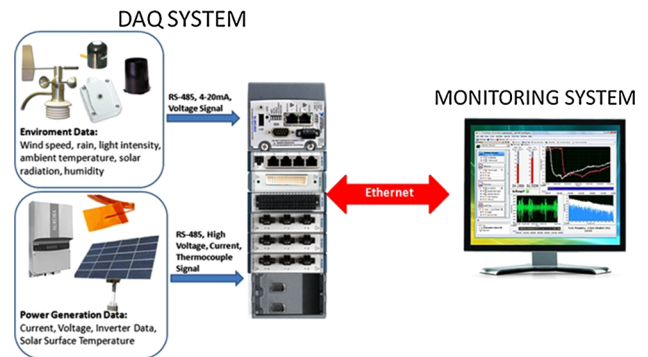 DAQ SYSTEM
Enviroment Data:
Wind speed, rain, light intensity,
ambient temperature, solar
radiation, humidity
RS-485, 4-20mA,
Voltage Signal
Power Generation Data:
Current, Voltage, Inverter Data,
Solar Surface Temperature
RS-485, High
Voltage, Current,
Thermocouple
Signal
Ethernet
MONITORING SYSTEM